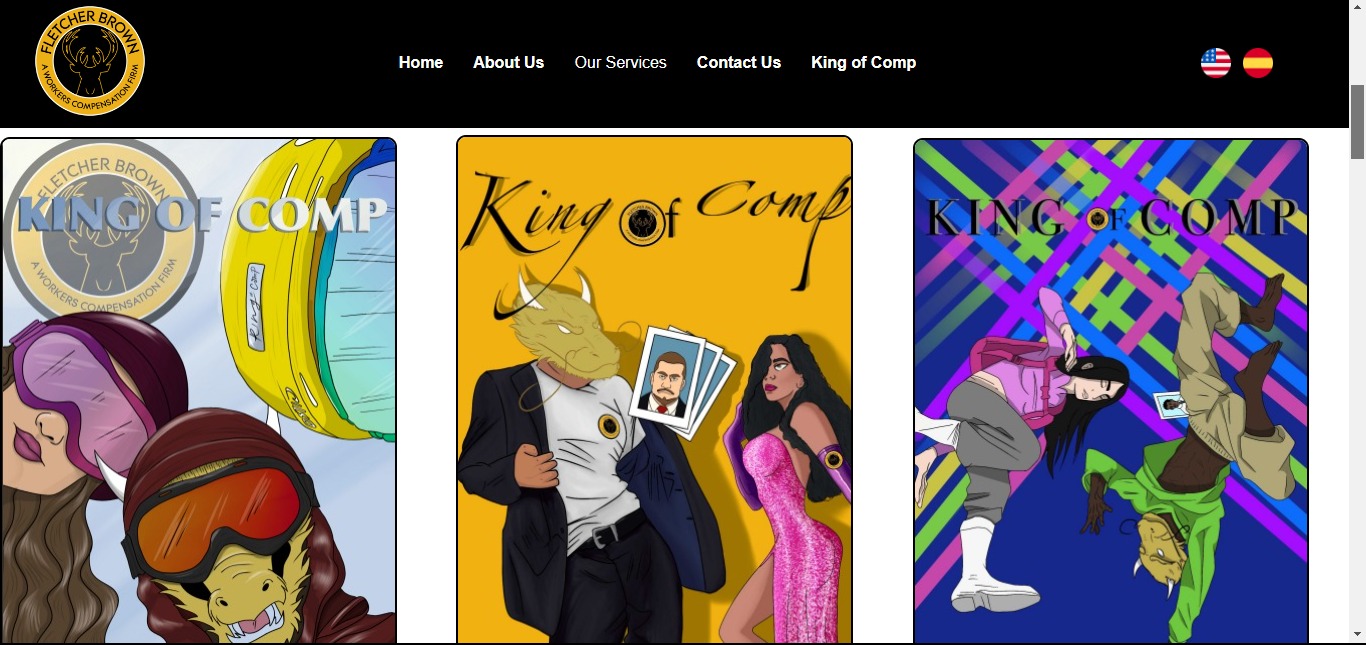 FLETCHER BROWN
A WORKERS COMPENSATION FIRM
Home
About Us
Our Services
Contact Us
King of Comp
FLETCHER BROWN
KING OF COMP
A WORKERS COMPENSATION FIRM
King of Comp
King of Comp
KING OF COMP